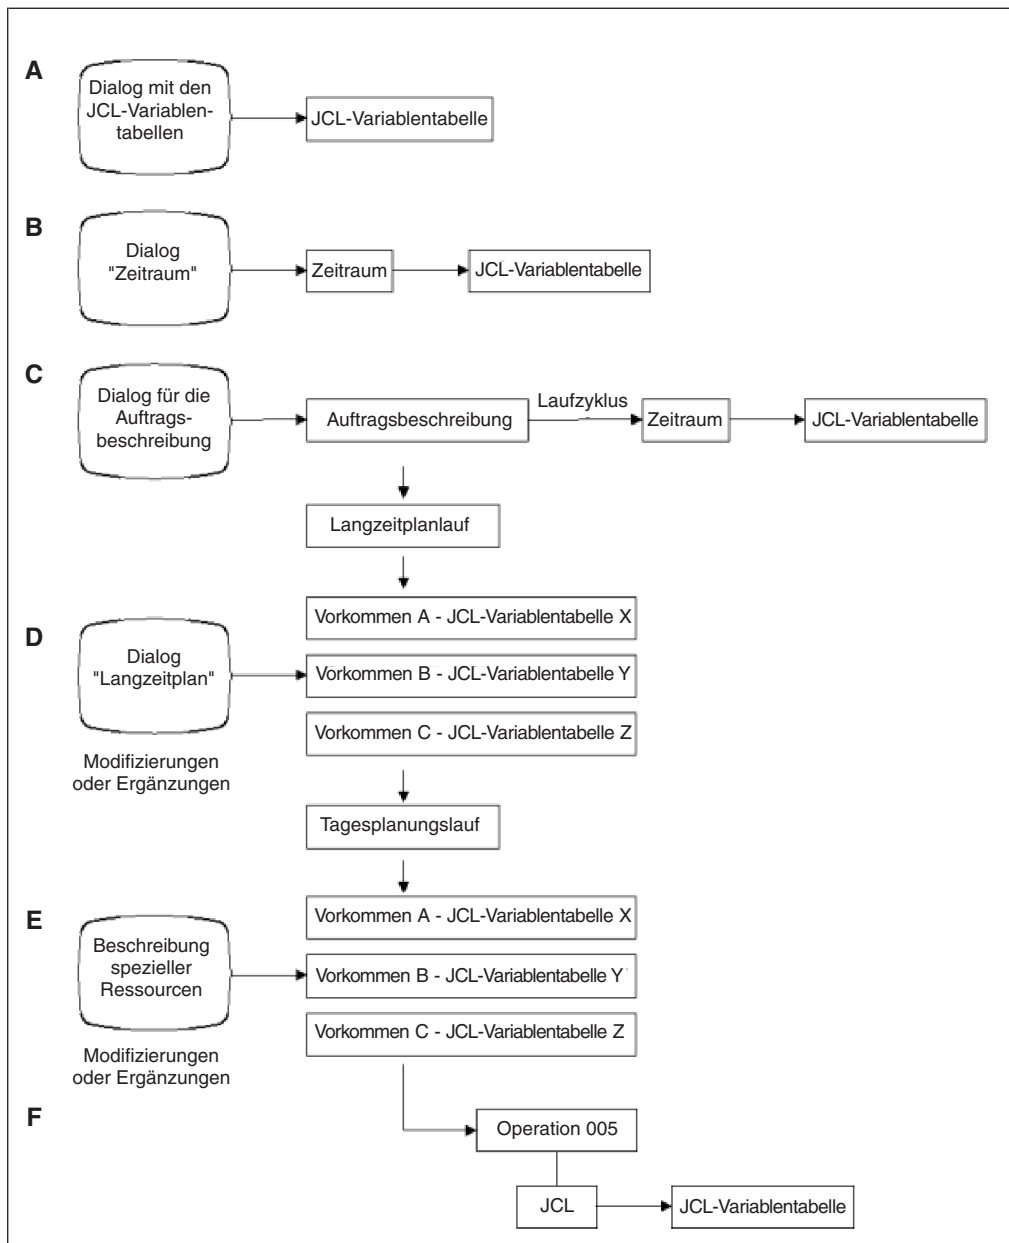 A
Dialog mit den
JCL-Variablen-
tabellen
JCL-Variablentabelle
B
Dialog
"Zeitraum"
Zeitraum
JCL-Variablentabelle
C
Dialog für die
Auftrags-
beschreibung
Auftragsbeschreibung
Laufzyklus
Zeitraum
JCL-Variablentabelle
Langzeitplanlauf
Vorkommen A - JCL-Variablentabelle X
D
Dialog
"Langzeitplan"
Vorkommen B - JCL-Variablentabelle Y
Vorkommen C - JCL-Variablentabelle Z
Modifizierungen
oder Ergänzungen
Tagesplanungslauf
Vorkommen A - JCL-Variablentabelle X
E
Beschreibung
spezieller
Ressourcen
Vorkommen B - JCL-Variablentabelle Y
Vorkommen C - JCL-Variablentabelle Z
Modifizierungen
oder Ergänzungen
F
Operation 005
JCL
JCL-Variablentabelle